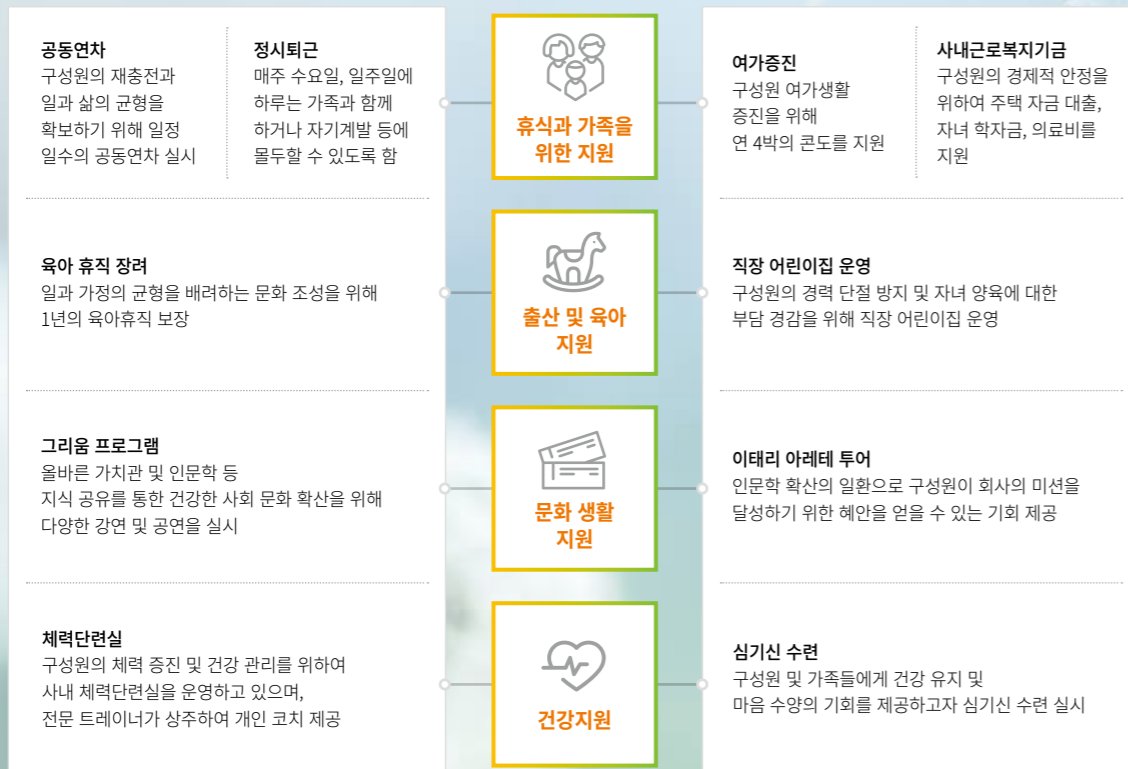 공동연차
구성원의 재충전과
일과 삶의 균형을
확보하기 위해 일정
일수의 공동연차 실시
정시퇴근
매주 수요일, 일주일에
하루는 가족과 함께
하거나 자기계발 등에
몰두할 수 있도록 함
휴식과 가족을
위한 지원
여가증진
구성원 여가생활
증진을 위해
연 4박의 콘도를 지원
사내근로복지기금
구성원의 경제적 안정을
위하여 주택 자금 대출,
자녀 학자금, 의료비를
지원
육아 휴직 장려
일과 가정의 균형을 배려하는 문화 조성을 위해
1년의 육아휴직 보장
출산 및 육아
지원
직장 어린이집 운영
구성원의 경력 단절 방지 및 자녀 양육에 대한
부담 경감을 위해 직장 어린이집 운영
그리움 프로그램
올바른 가치관 및 인문학 등
지식 공유를 통한 건강한 사회 문화 확산을 위해
다양한 강연 및 공연을 실시
문화 생활
지원
이태리 아레테 투어
인문학 확산의 일환으로 구성원이 회사의 미션을
달성하기 위한 혜안을 얻을 수 있는 기회 제공
체력단련실
구성원의 체력 증진 및 건강 관리를 위하여
사내 체력단련실을 운영하고 있으며,
전문 트레이너가 상주하여 개인 코치 제공
건강지원
심기신 수련
구성원 및 가족들에게 건강 유지 및
마음 수양의 기회를 제공하고자 심기신 수련 실시